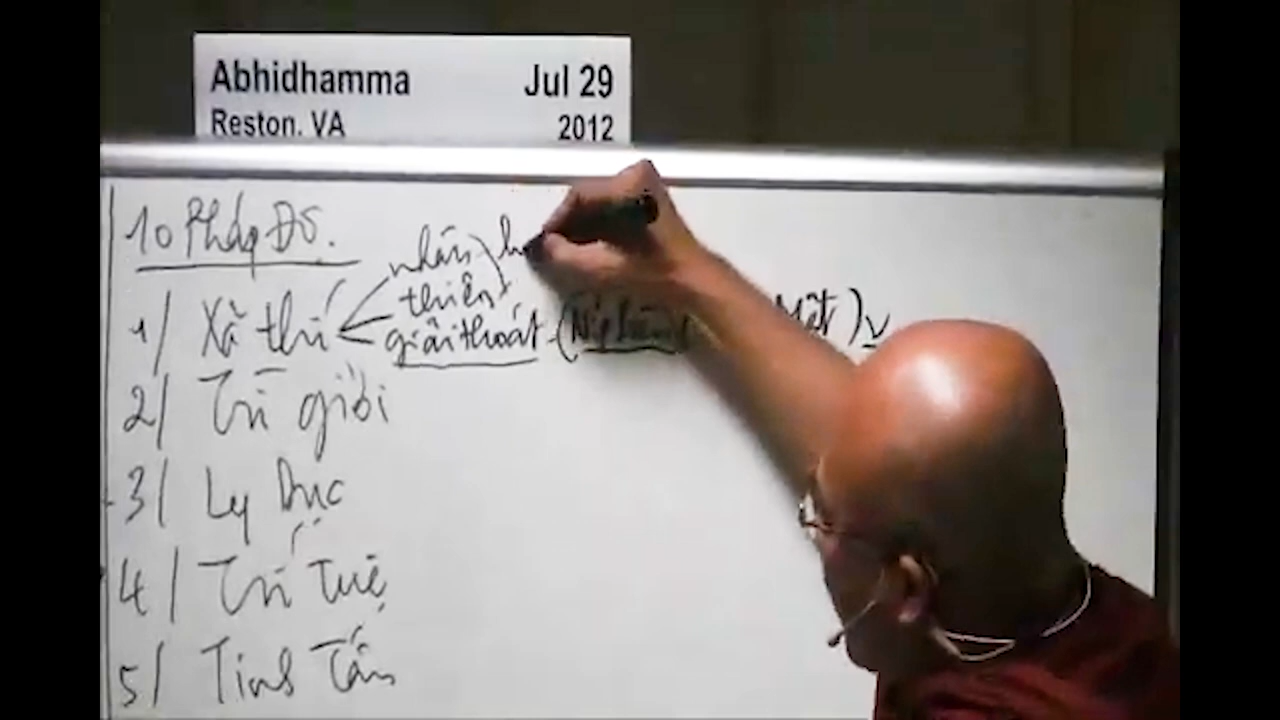 Abhidhamma Jul 29
Reston, VA 2012
10 Pháp Độ.
nhân
1/ Xả thí thiên
giải thoát
2/ Trì giới
3/ Ly Dục
4/ Trí Tuệ
5/ Tinh Tấn